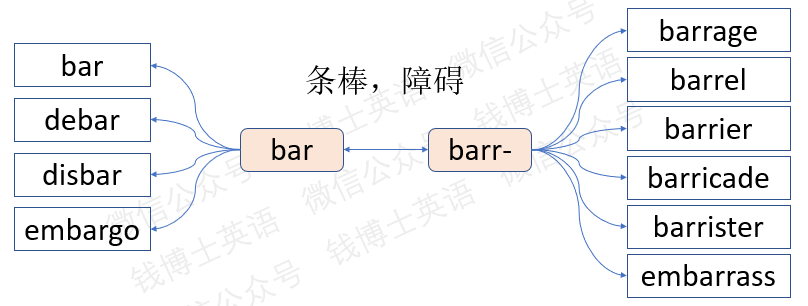 条棒，障碍
bar
debar
disbar
embargo
bar
barr-
barrage
barrel
barrier
barricade
barrister
embarrass
微信公众号 钱博士英语